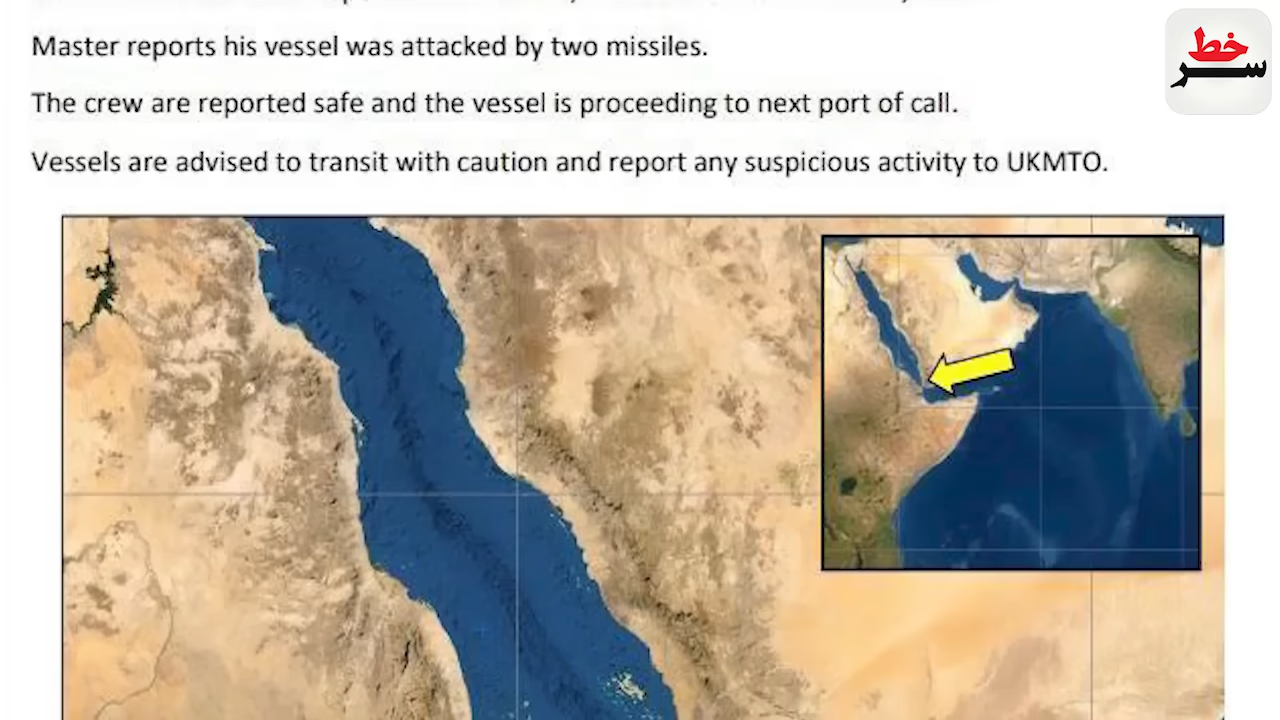 خط
سر
Master reports his vessel was attacked by two missiles.
The crew are reported safe and the vessel is proceeding to next port of call.
Vessels are advised to transit with caution and report any suspicious activity to UKMTO.